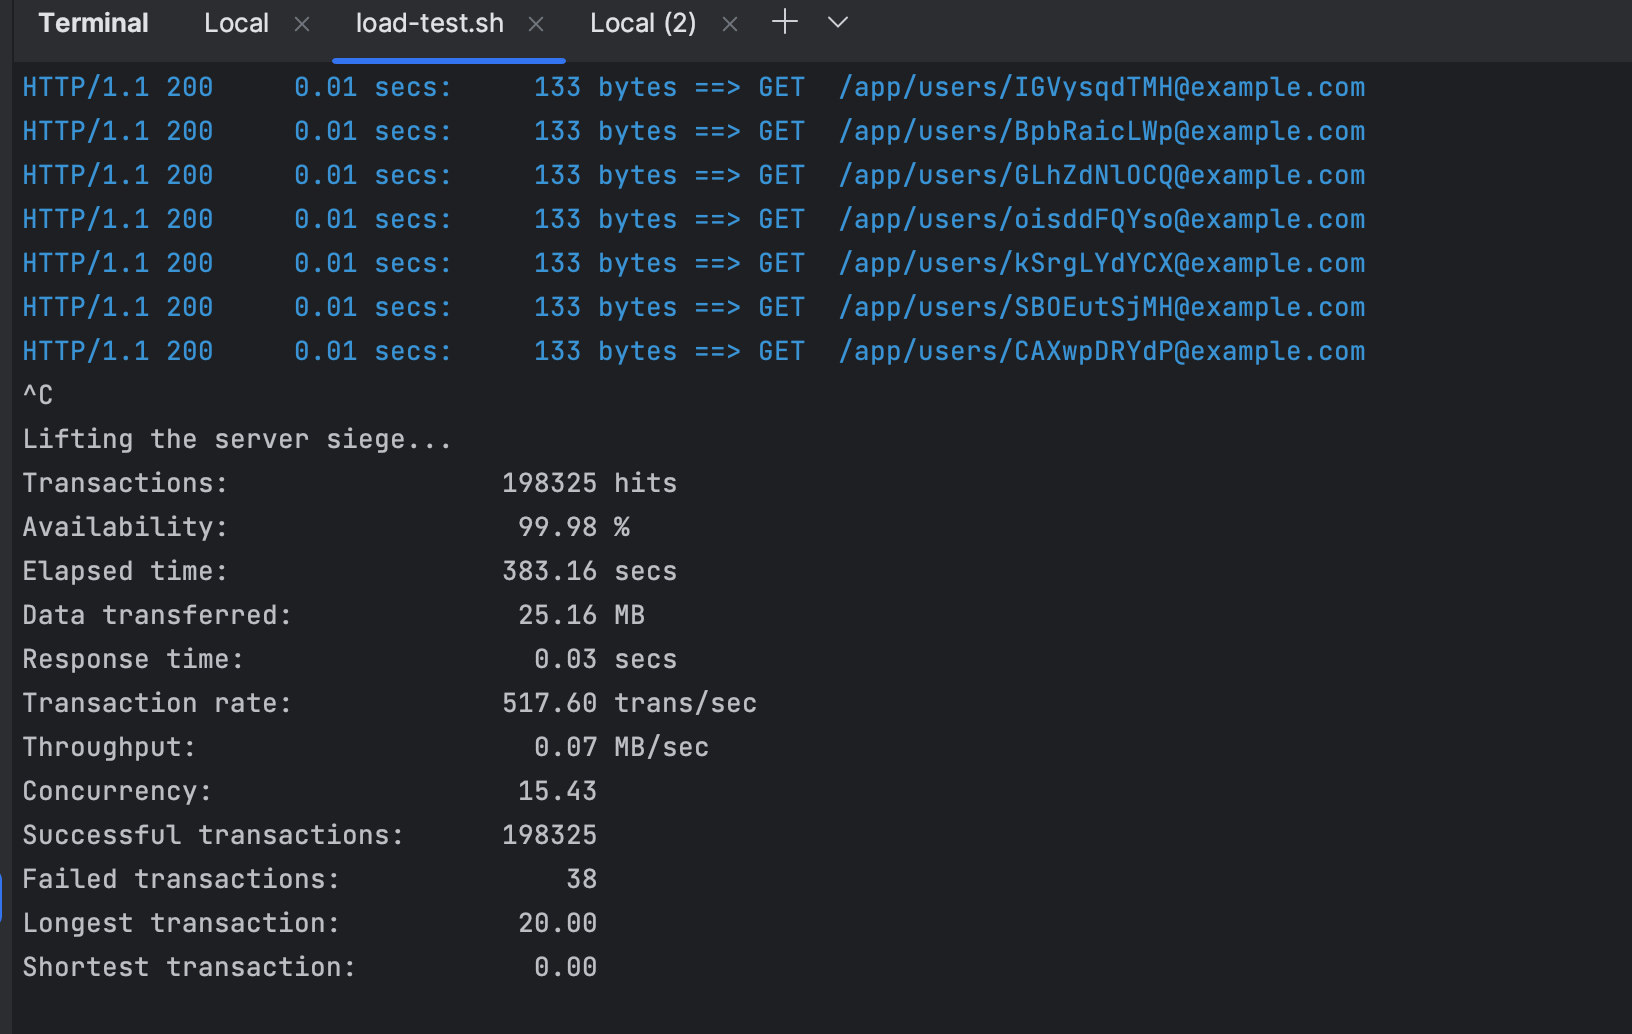 Terminal Local load-test.sh Local (2)
HTTP/1.1 200 0.01 secs: 133 bytes ==> GET /app/users/IGVysqdTMH@example.com
HTTP/1.1 200 0.01 secs: 133 bytes ==> GET /app/users/BpbRaicLWp@example.com
HTTP/1.1 200 0.01 secs: 133 bytes ==> GET /app/users/GLhZdNlOCQ@example.com
HTTP/1.1 200 0.01 secs: 133 bytes ==> GET /app/users/oisddFQYso@example.com
HTTP/1.1 200 0.01 secs: 133 bytes ==> GET /app/users/kSrgLYdYCX@example.com
HTTP/1.1 200 0.01 secs: 133 bytes ==> GET /app/users/SBOEutSjMH@example.com
HTTP/1.1 200 0.01 secs: 133 bytes ==> GET /app/users/CAXwpDRYdP@example.com
^C
Lifting the server siege...
Transactions: 198325 hits
Availability: 99.98 %
Elapsed time: 383.16 secs
Data transferred: 25.16 MB
Response time: 0.03 secs
Transaction rate: 517.60 trans/sec
Throughput: 0.07 MB/sec
Concurrency: 15.43
Successful transactions: 198325
Failed transactions: 38
Longest transaction: 20.00
Shortest transaction: 0.00